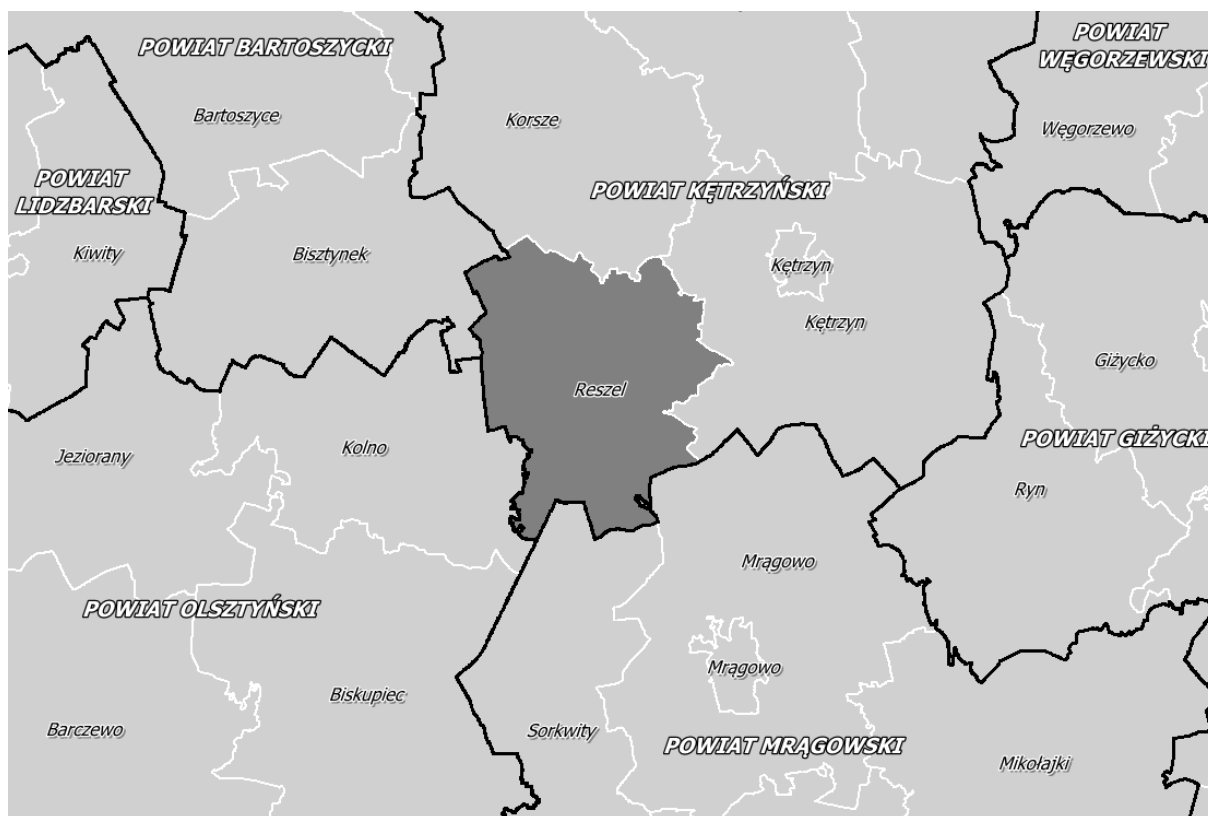 POWIAT
WĘGORZEWSKI
POWIAT BARTOSZYCKI
Bartoszyce
Korsze
Węgorzewo
POWIAT
LIDZBARSKI
POWIAT KĘTRZYŃSKI
Kiwity
Bisztynek
Kętrzyn
Kętrzyn
Giżycko
Reszel
Jeziorany
Kolno
POWIAT GIŻYCKI
Ryn
Mrągowo
POWIAT OLSZTYŃSKI
Mrągowo
Biskupiec
Barczewo
Sorkwity
POWIAT MRĄGOWSKI
Mikołajki